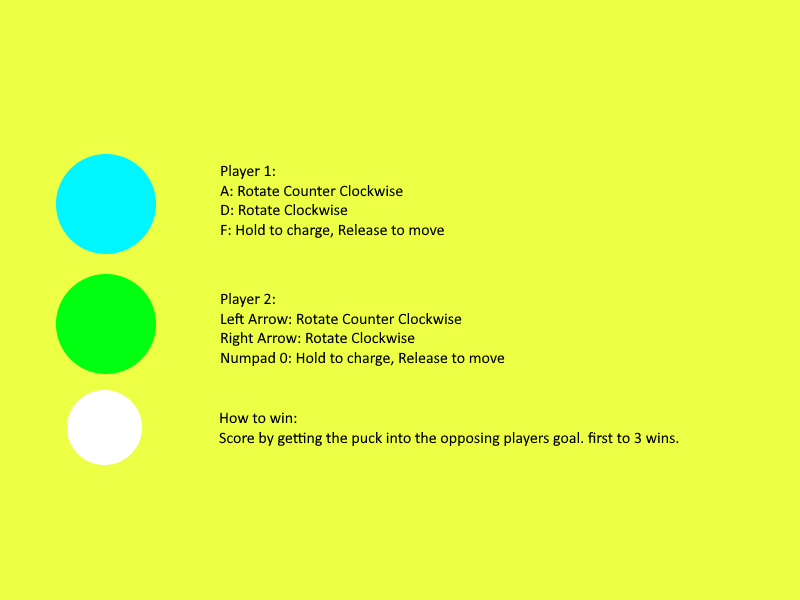 Player 1:
A: Rotate Counter Clockwise
D: Rotate Clockwise
F: Hold to charge, Release to move
Player 2:
Left Arrow: Rotate Counter Clockwise
Right Arrow: Rotate Clockwise
Numpad 0: Hold to charge, Release to move
How to win:
Score by getting the puck into the opposing players goal. first to 3 wins.